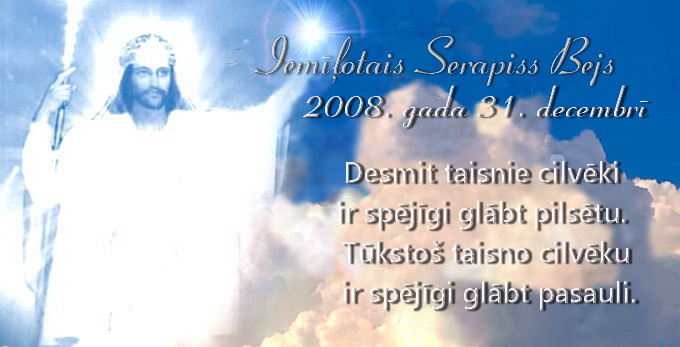 Iemīļotais Serapiss Bejs
2008. gada 31. decembrī
Desmit taisnie cilvēki
ir spējīgi glābt pilsētu.
Tūkstoš taisno cilvēku
ir spējīgi glābt pasauli.